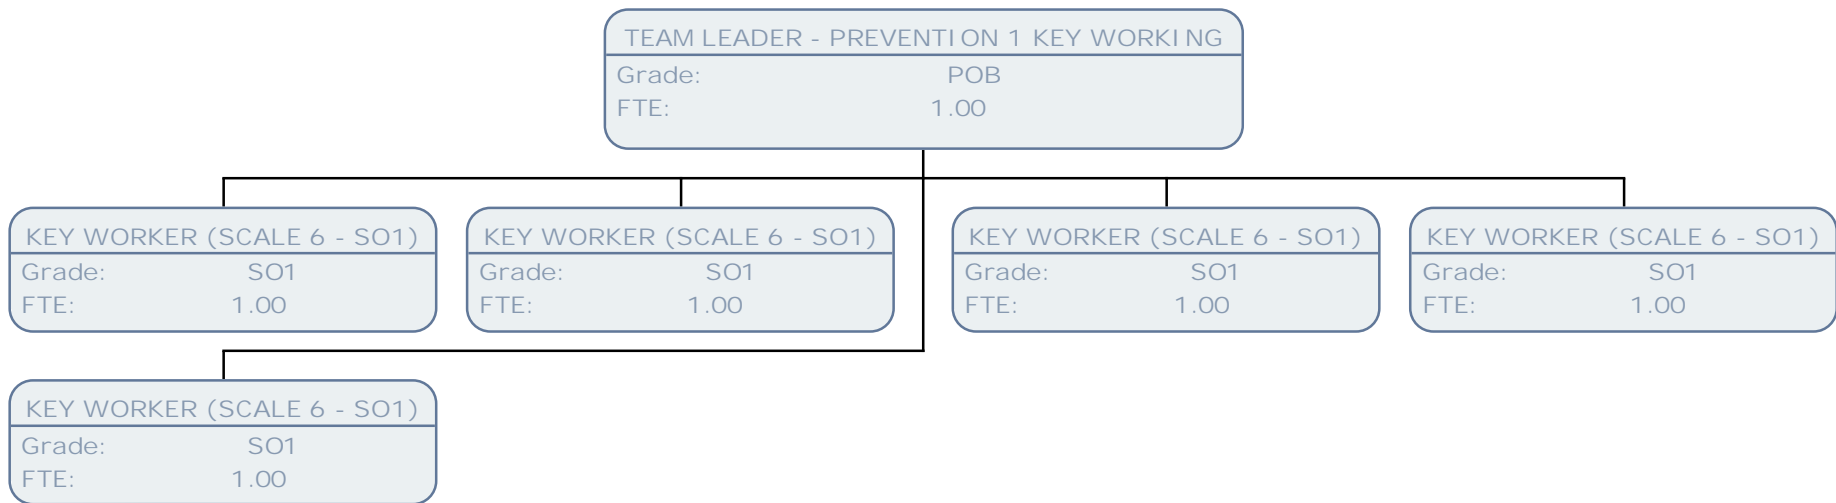 TEAM LEADER - PREVENTION 1 KEY WORKING
Grade: POB
FTE: 1.00
KEY WORKER (SCALE 6 - SO1)
Grade: SO1
FTE: 1.00
KEY WORKER (SCALE 6 - SO1)
Grade: SO1
FTE: 1.00
KEY WORKER (SCALE 6 - SO1)
Grade: SO1
FTE: 1.00
KEY WORKER (SCALE 6 - SO1)
Grade: SO1
FTE: 1.00
KEY WORKER (SCALE 6 - SO1)
Grade: SO1
FTE: 1.00